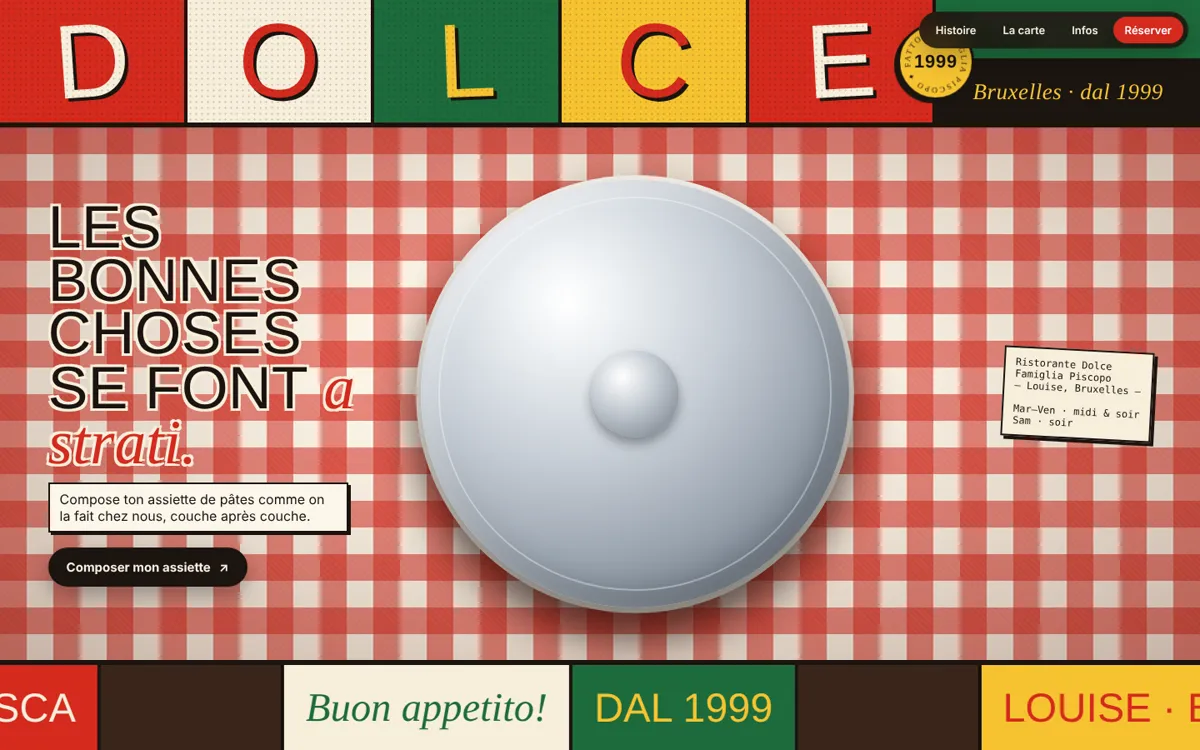 D O L C E
Histoire La carte Infos Réserver
1999
Bruxelles · dal 1999
LES
BONNES
CHOSES
SE FONT a
strati.
Compose ton assiette de pâtes comme on
la fait chez nous, couche après couche.
Composer mon assiette ↗
Ristorante Dolce
Famiglia Piscopo
— Louise, Bruxelles —
Mar–Ven · midi & soir
Sam · soir
SCA
Buon appetito!
DAL 1999
LOUISE ·